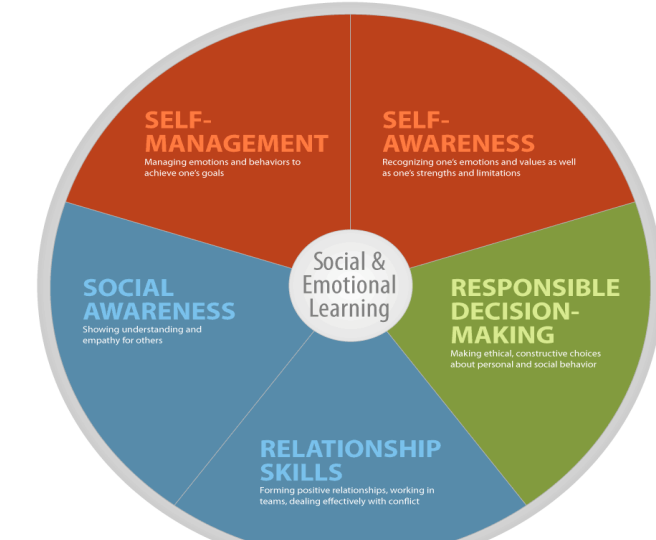 SELF-
MANAGEMENT
Managing emotions and behaviors to
achieve one's goals
SELF-
AWARENESS
Recognizing one's emotions and values as well
as one's strengths and limitations
Social &
Emotional
Learning
SOCIAL
AWARENESS
Showing understanding and
empathy for others
RESPONSIBLE
DECISION-
MAKING
Making ethical, constructive choices
about personal and social behavior
RELATIONSHIP
SKILLS
Forming positive relationships, working in
teams, dealing effectively with conflict